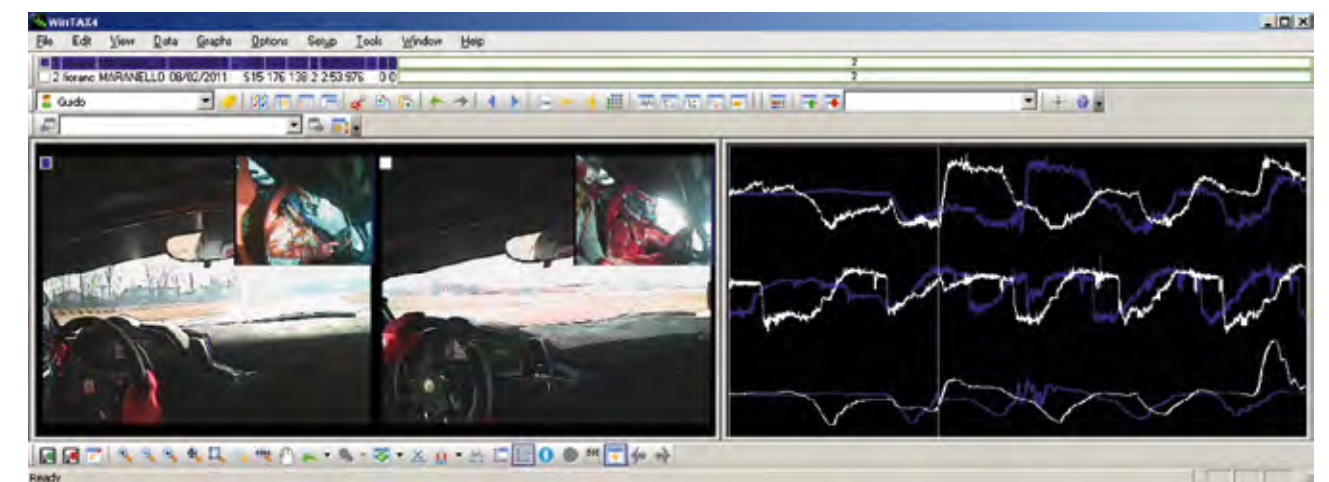 WinTAX4
File Edit View Data Graphs Options Setup Tools Window Help
2
2 fiorano MARANELLO 08/02/2011 S15 176 138 2 2:53.976 0 0 2
Guido
Ready